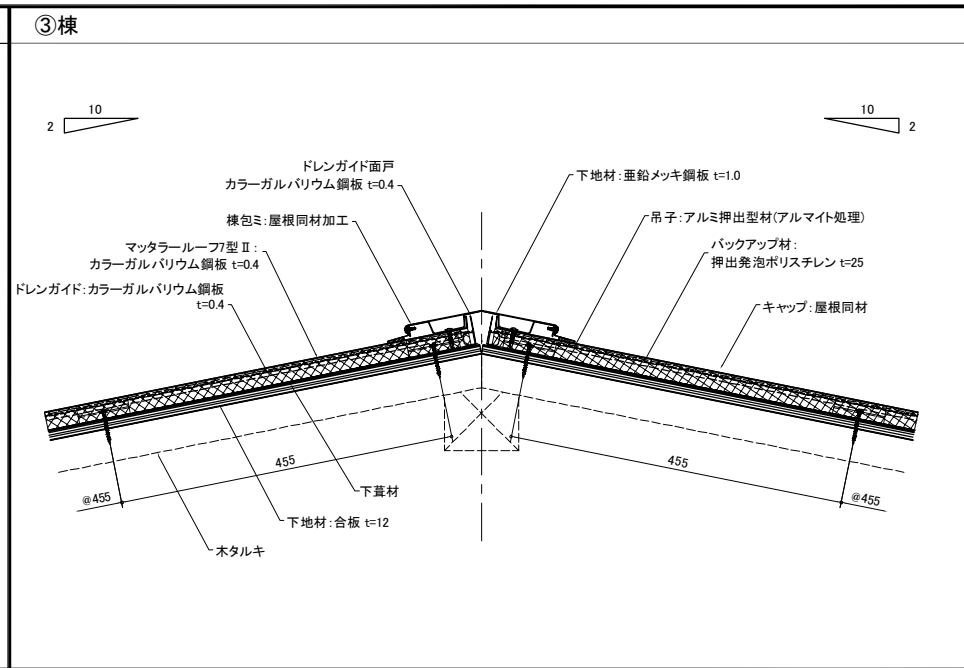 ③棟
10
2
10
2
ドレンガイド面戸
カラーガルバリウム鋼板 t=0.4
棟包ミ:屋根同材加工
マッタラールーフ7型Ⅱ:
カラーガルバリウム鋼板 t=0.4
ドレンガイド:カラーガルバリウム鋼板
t=0.4
下地材:亜鉛メッキ鋼板 t=1.0
吊子:アルミ押出型材(アルマイト処理)
バックアップ材:
押出発泡ポリスチレン t=25
キャップ:屋根同材
455
455
@455
@455
下葺材
下地材:合板 t=12
木タルキ